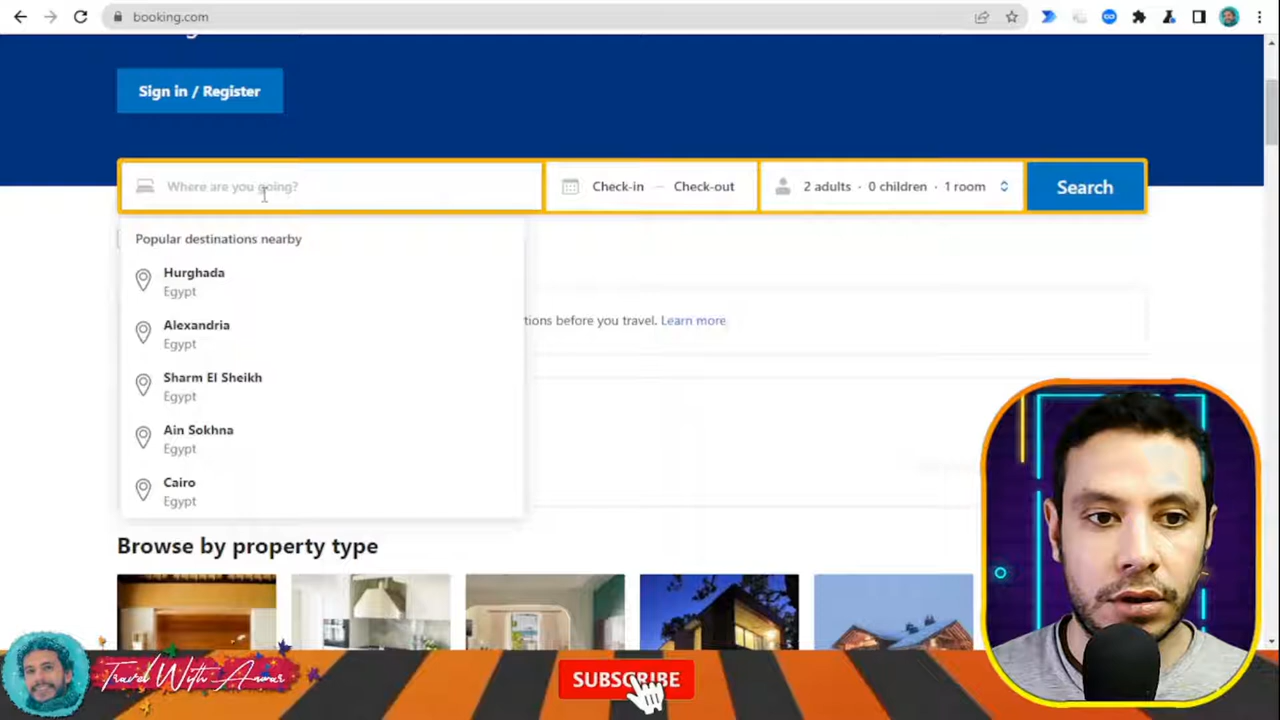 booking.com
Sign in / Register
Where are you going?
Check-in — Check-out
2 adults · 0 children · 1 room
Search
Popular destinations nearby
Hurghada
Egypt
Alexandria
Egypt
tions before you travel. Learn more
Sharm El Sheikh
Egypt
Ain Sokhna
Egypt
Cairo
Egypt
Browse by property type
Travel With Anwar
SUBSCRIBE